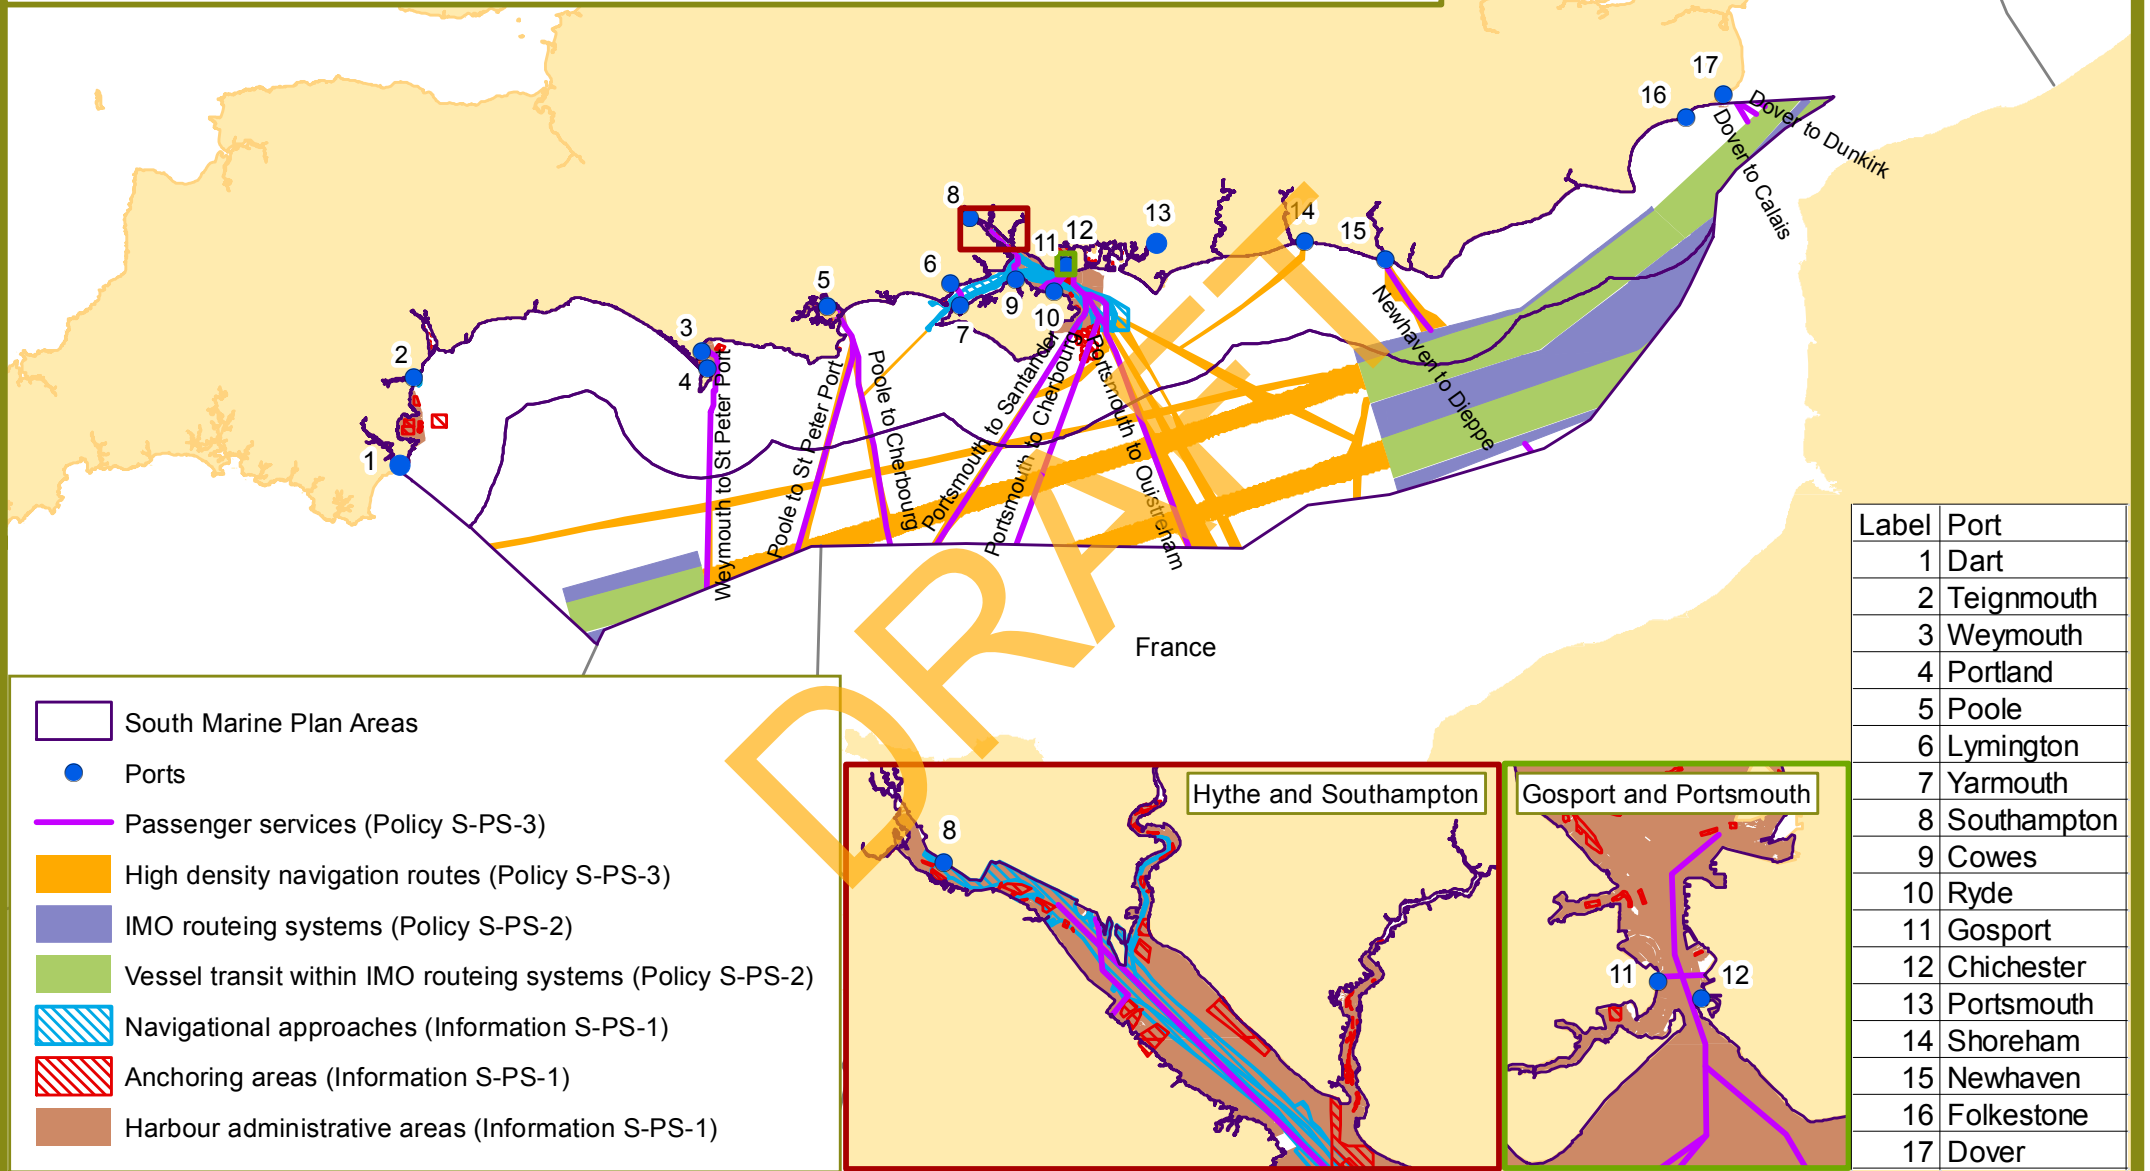 17
16
Dover to Dunkirk
Dover to Calais
8
13
12
11
14
15
6
5
9
7
10
3
2
4
1
Newhaven to Dieppe
Weymouth to St Peter Port
Poole to St Peter Port
Poole to Cherbourg
Portsmouth to Santander
Portsmouth to Cherbourg
Portsmouth to Ouistreham
DRAFT
France
South Marine Plan Areas
Ports
Passenger services (Policy S-PS-3)
High density navigation routes (Policy S-PS-3)
IMO routeing systems (Policy S-PS-2)
Vessel transit within IMO routeing systems (Policy S-PS-2)
Navigational approaches (Information S-PS-1)
Anchoring areas (Information S-PS-1)
Harbour administrative areas (Information S-PS-1)
Hythe and Southampton
8
Gosport and Portsmouth
11
12
Label Port
1 Dart
2 Teignmouth
3 Weymouth
4 Portland
5 Poole
6 Lymington
7 Yarmouth
8 Southampton
9 Cowes
10 Ryde
11 Gosport
12 Chichester
13 Portsmouth
14 Shoreham
15 Newhaven
16 Folkestone
17 Dover